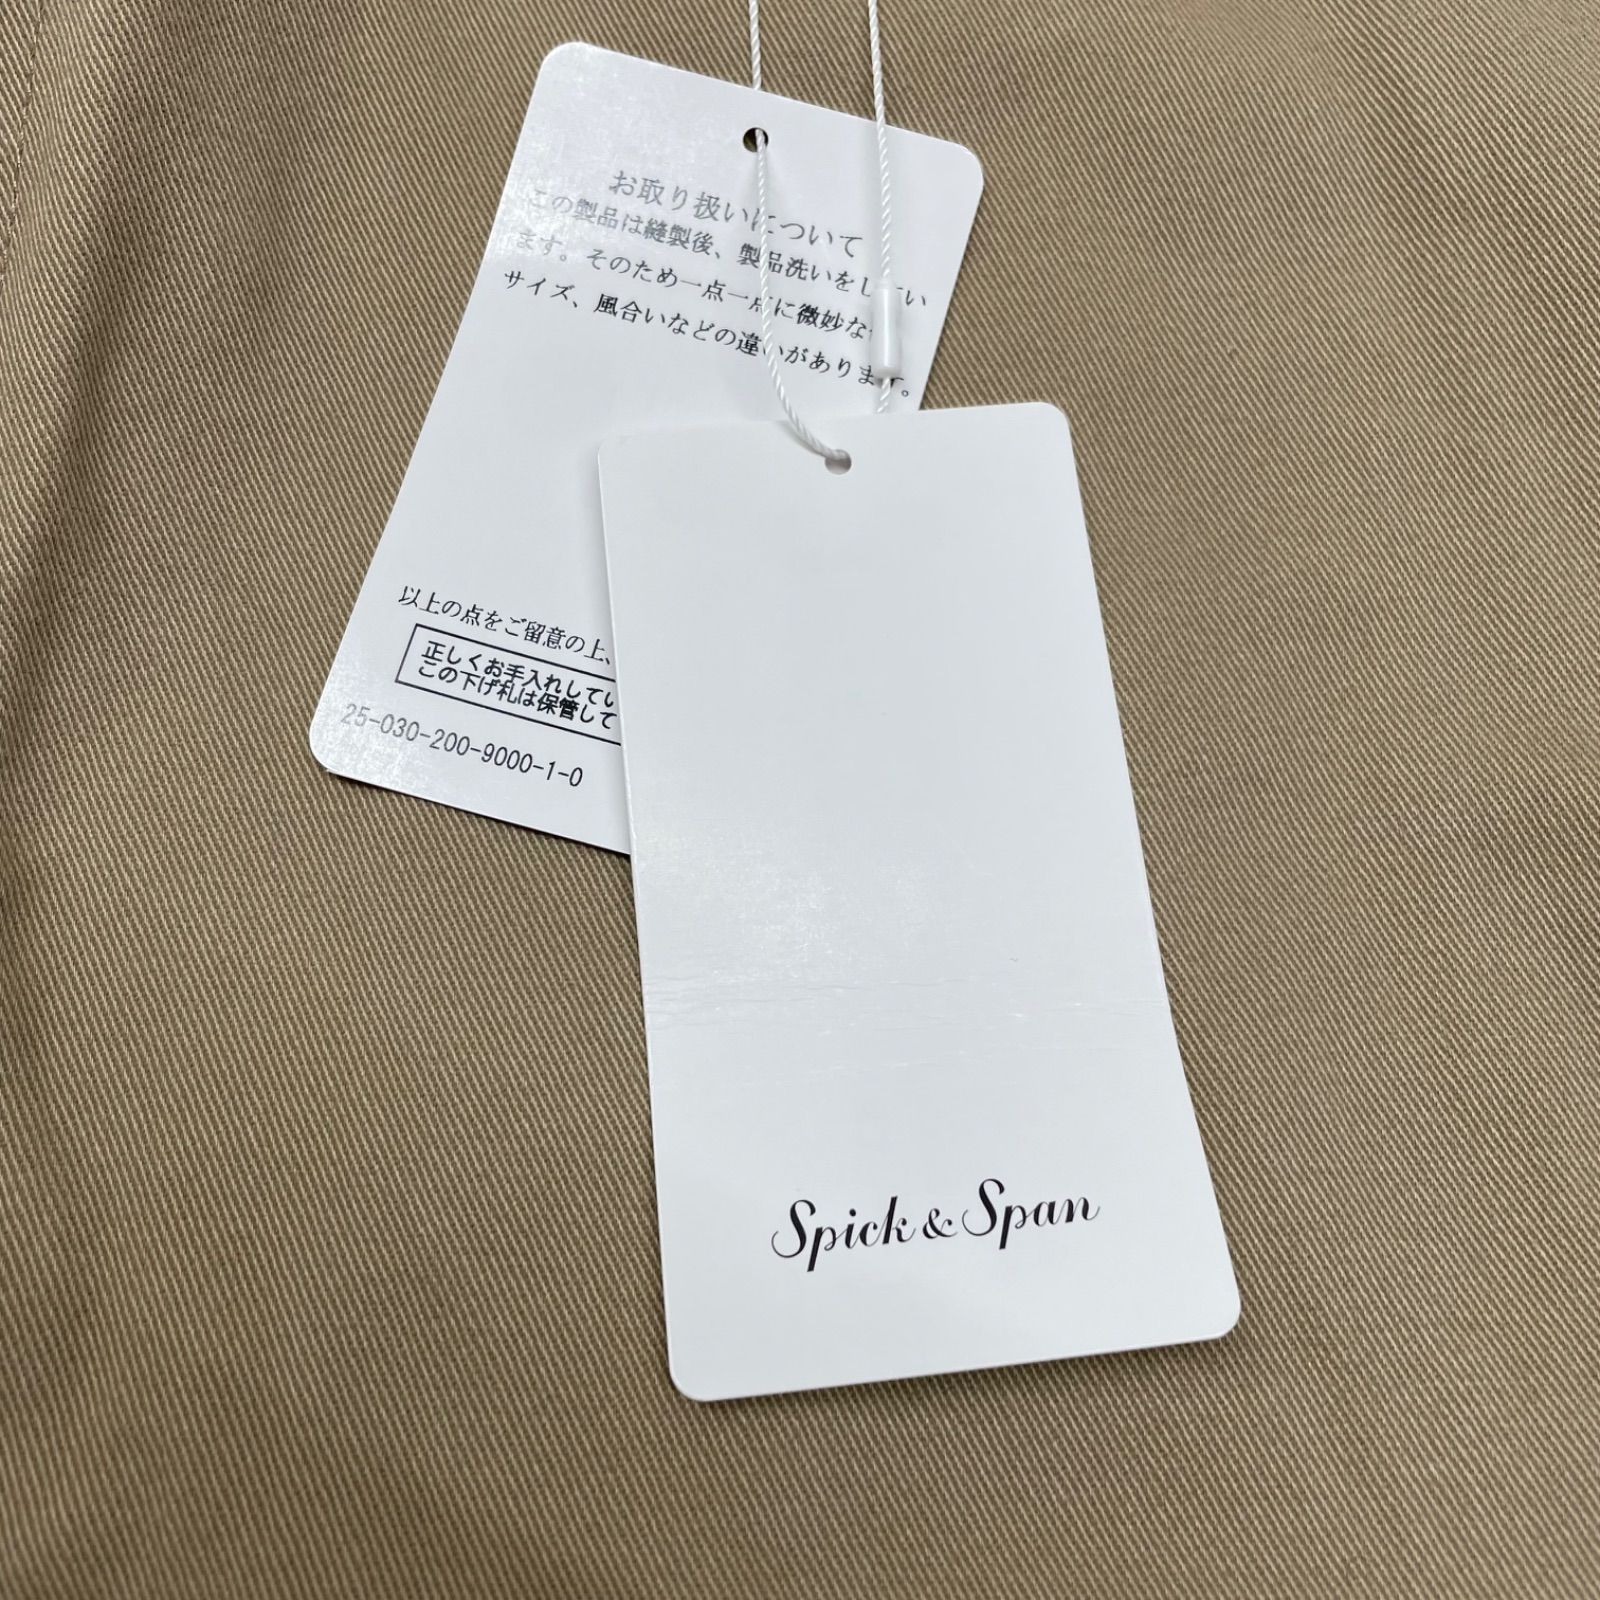 お取り扱いについて
この製品は縫製後、製品洗いをしてい
ます。そのため一点一点に微妙な
サイズ、風合いなどの違いがあります。
以上の点をご留意の上、
正しくお手入れしてい
この下げ札は保管して
25-030-200-9000-1-0
Spick & Span